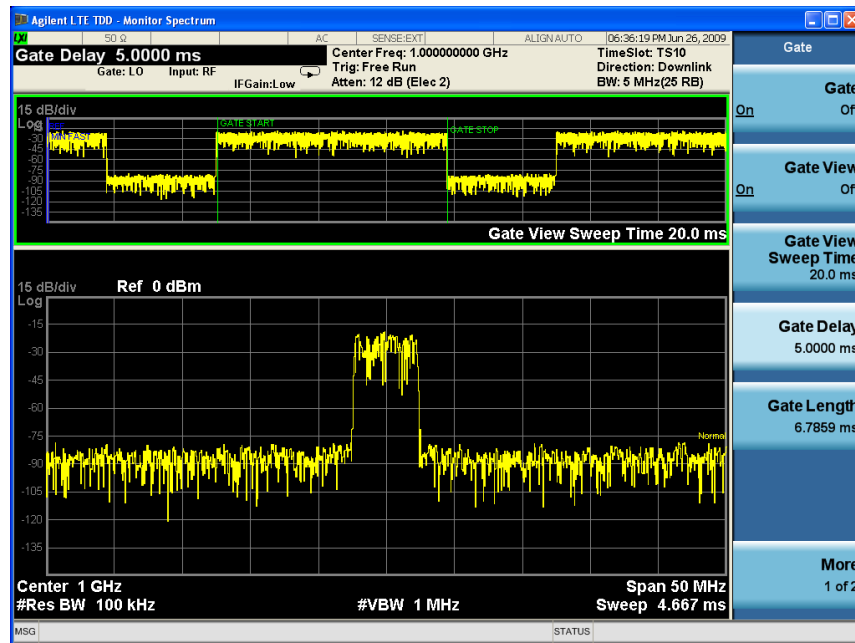 Agilent LTE TDD - Monitor Spectrum
LXI 50 Ω AC SENSE:EXT ALIGN AUTO 06:36:19 PM Jun 26, 2009
Gate Delay 5.0000 ms
Gate: LO Input: RF
IFGain:Low
Center Freq: 1.000000000 GHz
Trig: Free Run
Atten: 12 dB (Elec 2)
TimeSlot: TS10
Direction: Downlink
BW: 5 MHz(25 RB)
15 dB/div
Log
GATE START
GATE STOP
-30
-45
-60
-75
-90
-105
-120
-135
Gate View Sweep Time 20.0 ms
15 dB/div Ref 0 dBm
Log
-15
-30
-45
-60
-75
Normal
-90
-105
-120
-135
Center 1 GHz Span 50 MHz
#Res BW 100 kHz #VBW 1 MHz Sweep 4.667 ms
MSG STATUS
Gate
Gate
On Of
Gate View
On Of
Gate View
Sweep Time
20.0 ms
Gate Delay
5.0000 ms
Gate Length
6.7859 ms
More
1 of 2